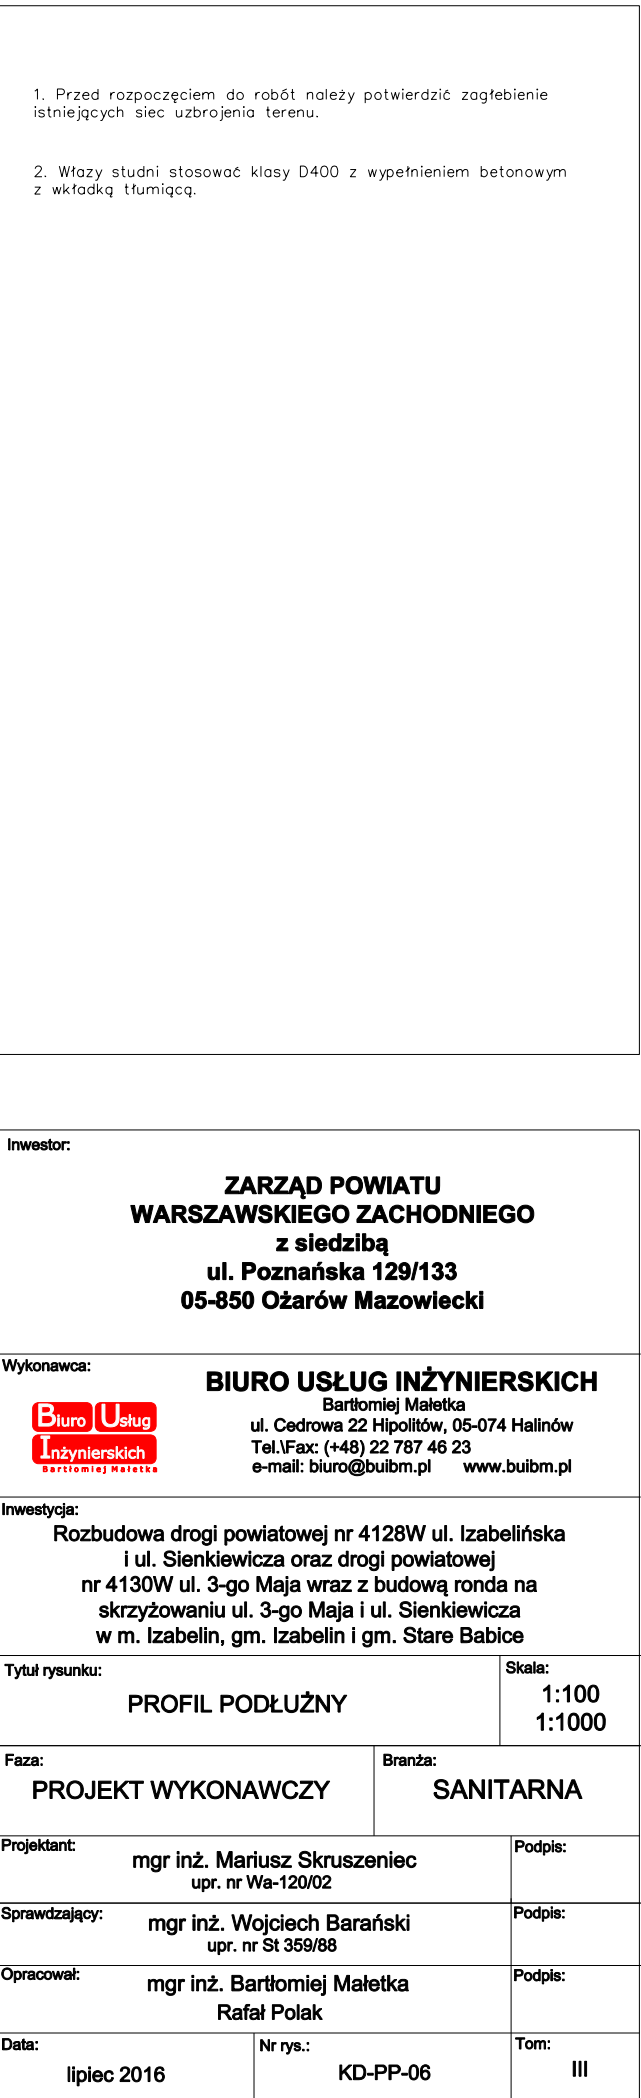 1. Przed rozpoczęciem do robót należy potwierdzić zagłebienie
istniejących siec uzbrojenia terenu.
2. Włazy studni stosować klasy D400 z wypełnieniem betonowym
z wkładką tłumiącą.
Inwestor:
ZARZĄD POWIATU
WARSZAWSKIEGO ZACHODNIEGO
z siedzibą
ul. Poznańska 129/133
05-850 Ożarów Mazowiecki
Wykonawca:
Biuro Usług
Inżynierskich
Bartłomiej Małetka
BIURO USŁUG INŻYNIERSKICH
Bartłomiej Małetka
ul. Cedrowa 22 Hipolitów, 05-074 Halinów
Tel.\Fax: (+48) 22 787 46 23
e-mail: biuro@buibm.pl www.buibm.pl
Inwestycja:
Rozbudowa drogi powiatowej nr 4128W ul. Izabelińska
i ul. Sienkiewicza oraz drogi powiatowej
nr 4130W ul. 3-go Maja wraz z budową ronda na
skrzyżowaniu ul. 3-go Maja i ul. Sienkiewicza
w m. Izabelin, gm. Izabelin i gm. Stare Babice
Tytuł rysunku:
PROFIL PODŁUŻNY
Skala:
1:100
1:1000
Faza:
PROJEKT WYKONAWCZY
Branża:
SANITARNA
Projektant:
mgr inż. Mariusz Skruszeniec
upr. nr Wa-120/02
Podpis:
Sprawdzający:
mgr inż. Wojciech Barański
upr. nr St 359/88
Podpis:
Opracował:
mgr inż. Bartłomiej Małetka
Rafał Polak
Podpis:
Data:
lipiec 2016
Nr rys.:
KD-PP-06
Tom:
III